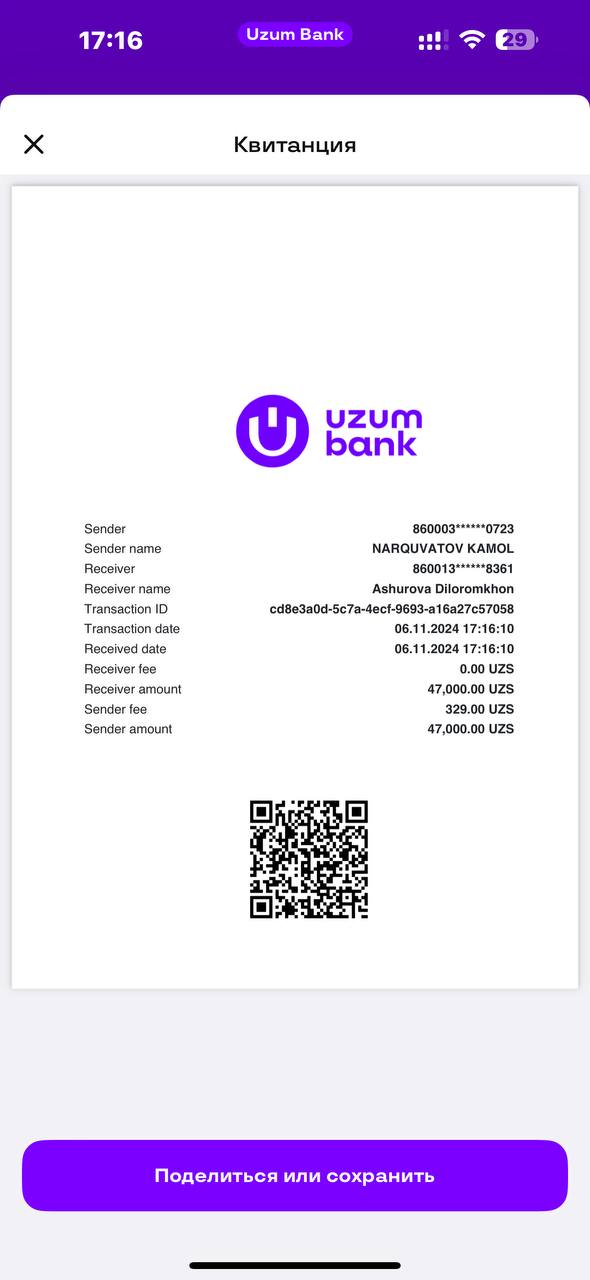 17:16
Uzum Bank
29
Квитанция
uzum
bank
Sender 860003******0723
Sender name NARQUVATOV KAMOL
Receiver 860013******8361
Receiver name Ashurova Diloromkhon
Transaction ID cd8e3a0d-5c7a-4ecf-9693-a16a27c57058
Transaction date 06.11.2024 17:16:10
Received date 06.11.2024 17:16:10
Receiver fee 0.00 UZS
Receiver amount 47,000.00 UZS
Sender fee 329.00 UZS
Sender amount 47,000.00 UZS
Поделиться или сохранить